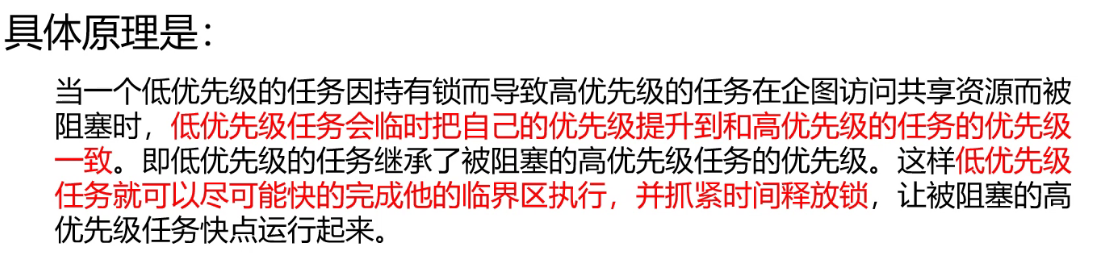 具体原理是：
当一个低优先级的任务因持有锁而导致高优先级的任务在企图访问共享资源而被
阻塞时，低优先级任务会临时把自己的优先级提升到和高优先级的任务的优先级
一致。即低优先级的任务继承了被阻塞的高优先级任务的优先级。这样低优先级
任务就可以尽可能快的完成他的临界区执行，并抓紧时间释放锁，让被阻塞的高
优先级任务快点运行起来。